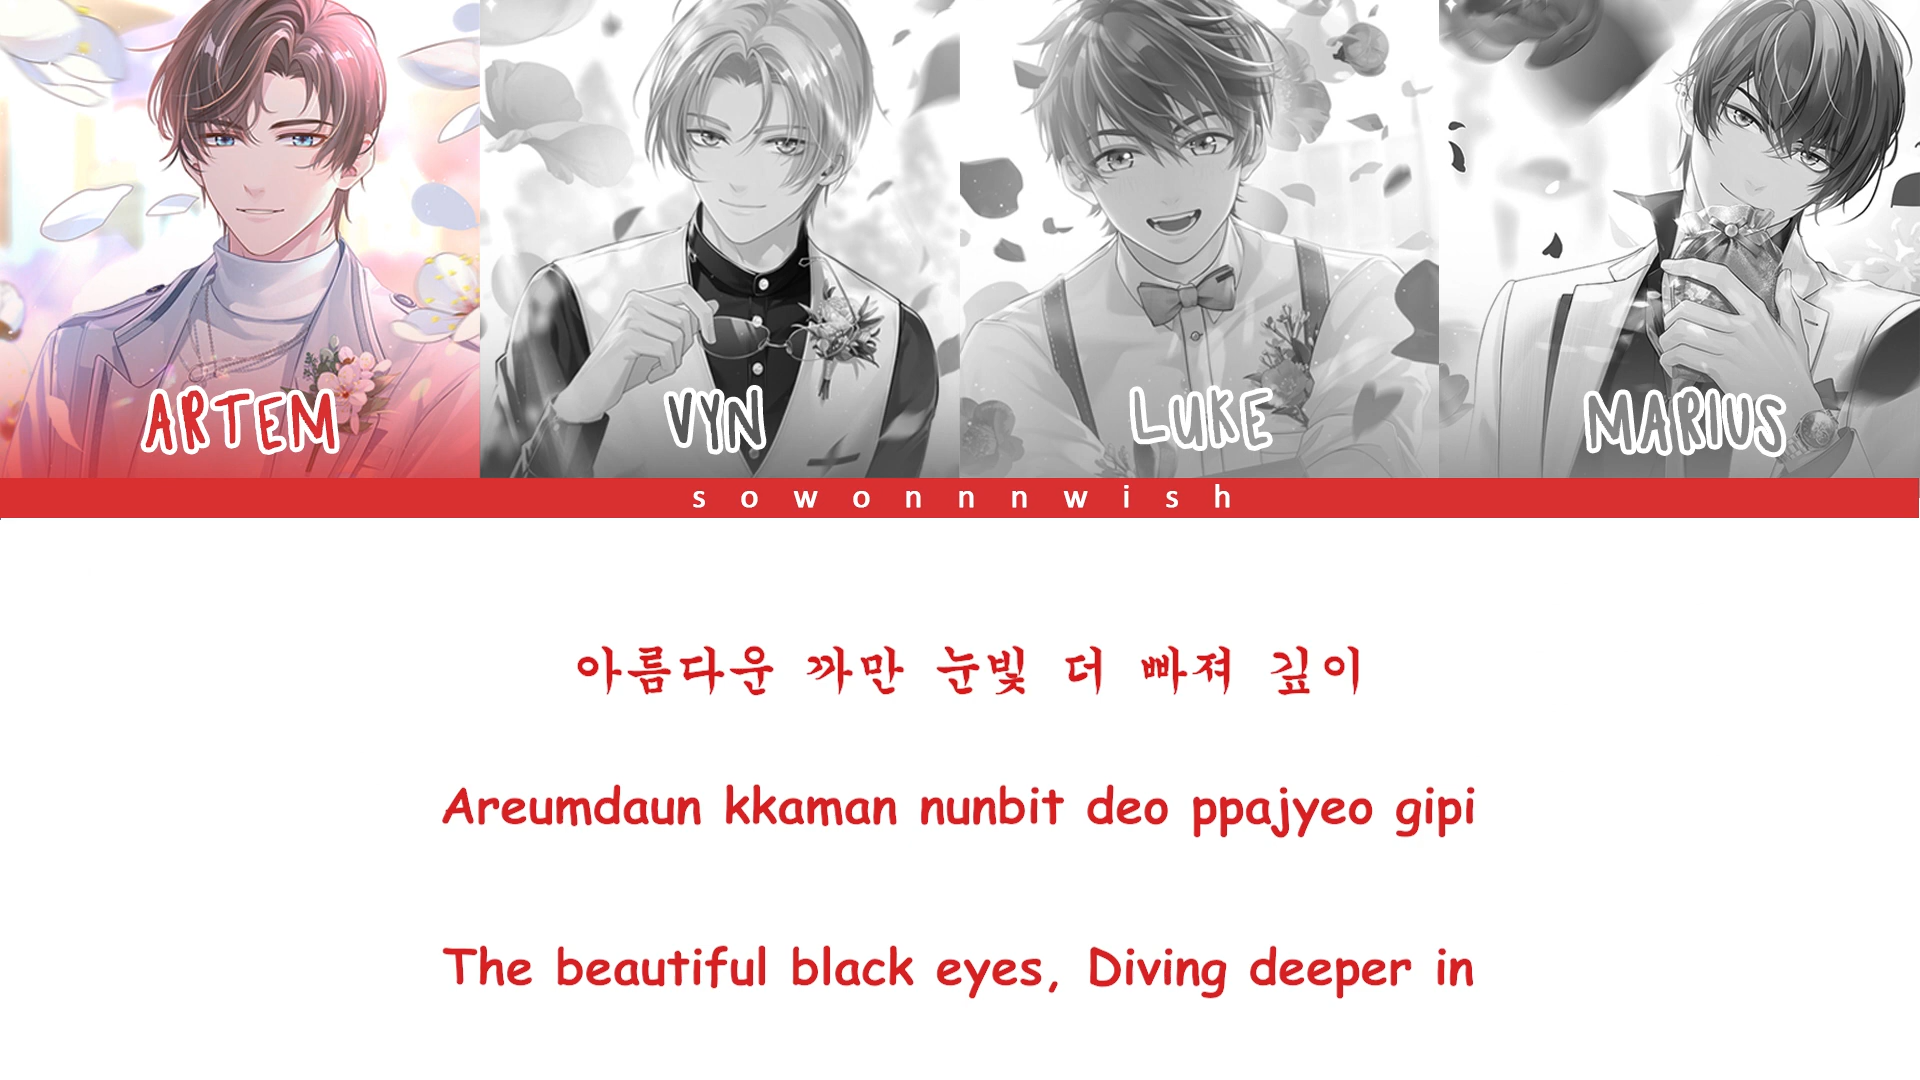 ARTEM VYN LUKE MARIUS
sowonnnwish
아름다운 까만 눈빛 더 빠져 깊이
Areumdaun kkaman nunbit deo ppajyeo gipi
The beautiful black eyes, Diving deeper in